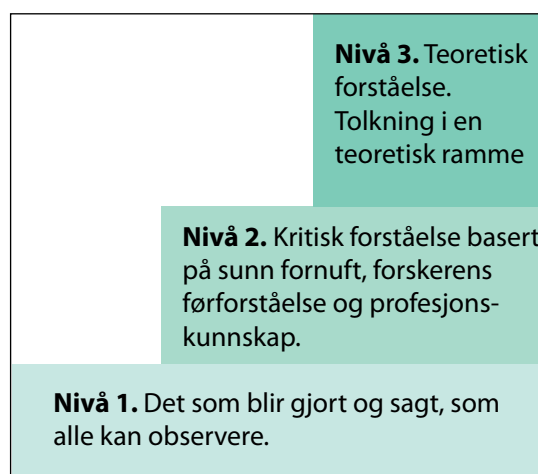 Nivå 3. Teoretisk
forståelse.
Tolkning i en
teoretisk ramme
Nivå 2. Kritisk forståelse basert
på sunn fornuft, forskerens
førforståelse og profesjons-
kunnskap.
Nivå 1. Det som blir gjort og sagt, som
alle kan observere.